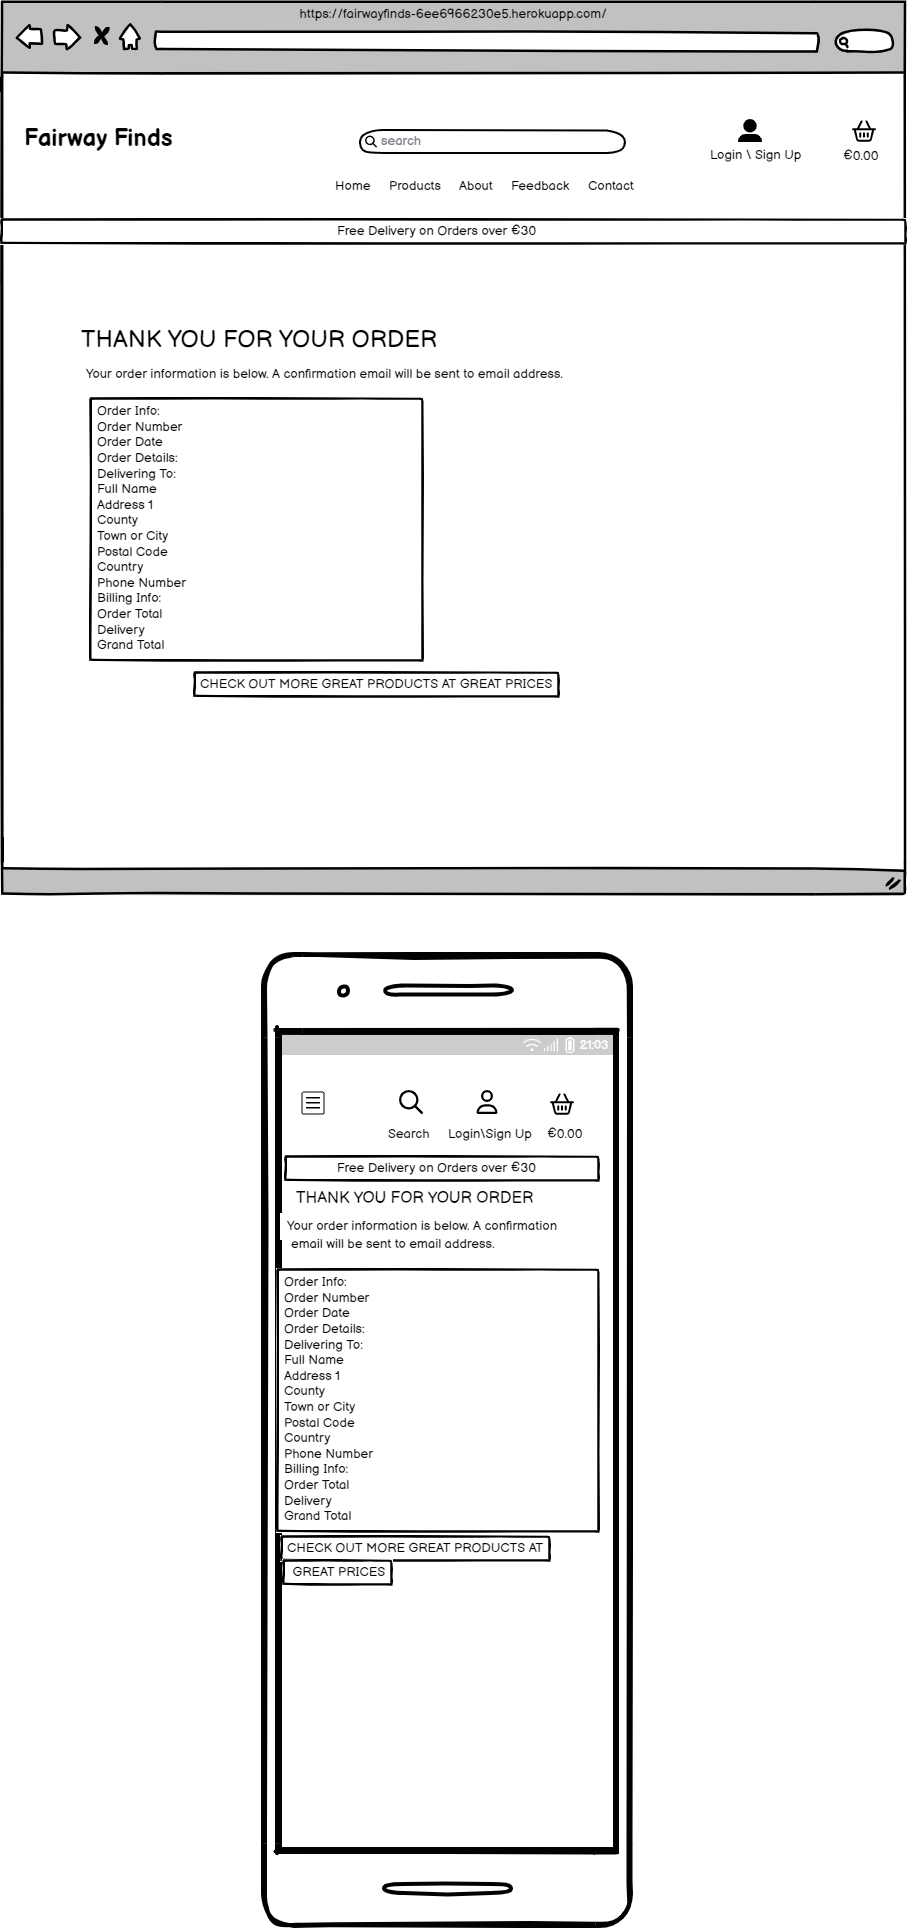 https://fairwayfinds-6ee6966230e5.herokuapp.com/
Fairway Finds
search
Login \ Sign Up
€0.00
Home Products About Feedback Contact
Free Delivery on Orders over €30
THANK YOU FOR YOUR ORDER
Your order information is below. A confirmation email will be sent to email address.
Order Info:
Order Number
Order Date
Order Details:
Delivering To:
Full Name
Address 1
County
Town or City
Postal Code
Country
Phone Number
Billing Info:
Order Total
Delivery
Grand Total
CHECK OUT MORE GREAT PRODUCTS AT GREAT PRICES
21:03
Search Login\Sign Up €0.00
Free Delivery on Orders over €30
THANK YOU FOR YOUR ORDER
Your order information is below. A confirmation
email will be sent to email address.
Order Info:
Order Number
Order Date
Order Details:
Delivering To:
Full Name
Address 1
County
Town or City
Postal Code
Country
Phone Number
Billing Info:
Order Total
Delivery
Grand Total
CHECK OUT MORE GREAT PRODUCTS AT
GREAT PRICES